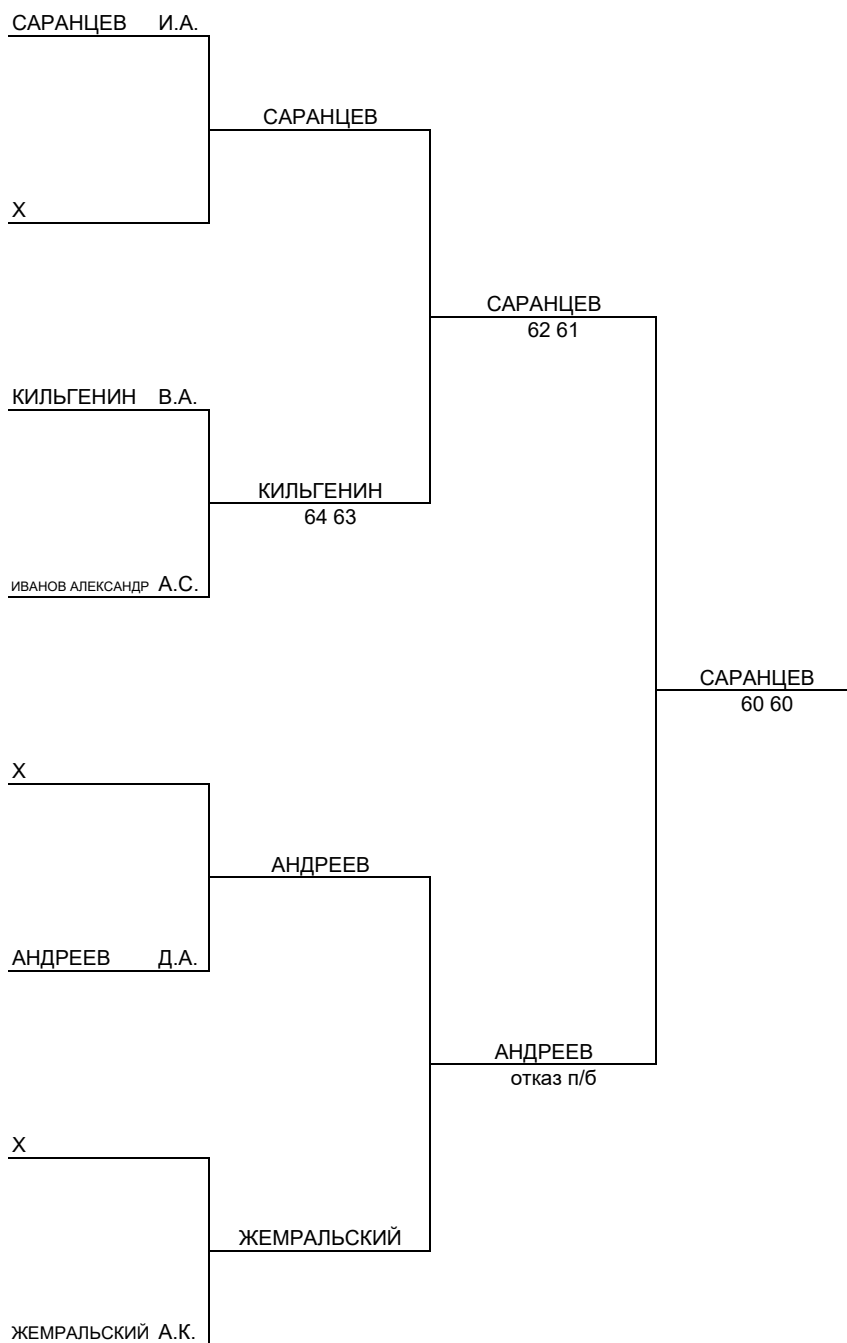 САРАНЦЕВ И.А.
САРАНЦЕВ
Х
САРАНЦЕВ
62 61
КИЛЬГЕНИН В.А.
КИЛЬГЕНИН
64 63
ИВАНОВ АЛЕКСАНДР А.С.
САРАНЦЕВ
60 60
Х
АНДРЕЕВ
АНДРЕЕВ Д.А.
АНДРЕЕВ
отказ п/б
Х
ЖЕМРАЛЬСКИЙ
ЖЕМРАЛЬСКИЙ А.К.